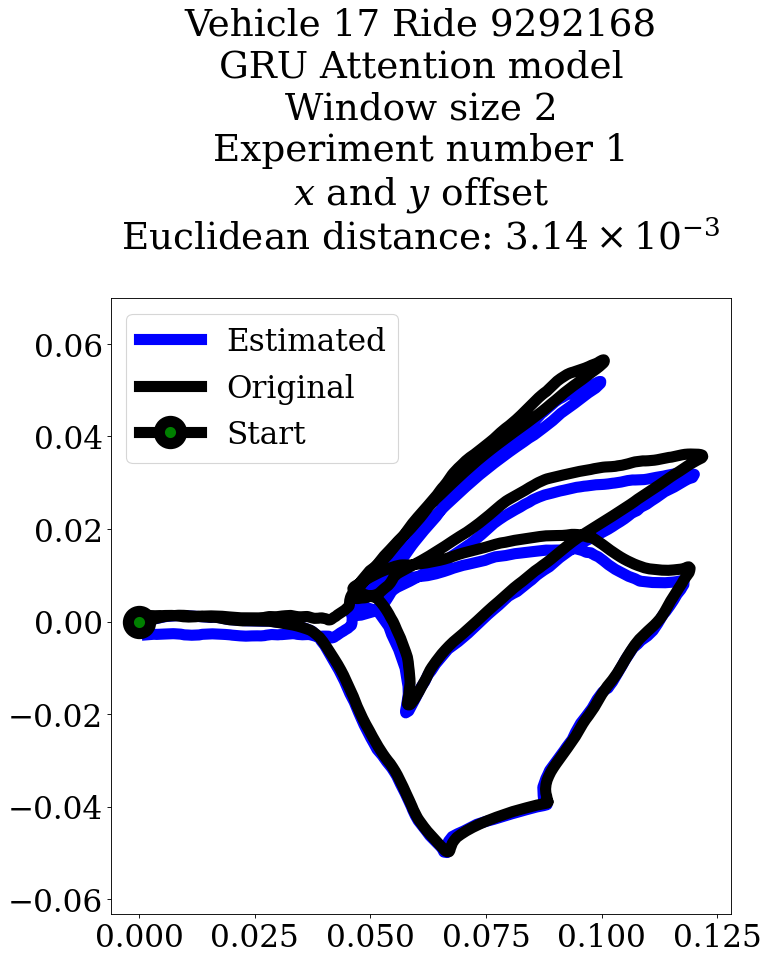 Vehicle 17 Ride 9292168
GRU Attention model
Window size 2
Experiment number 1
x and y offset
Euclidean distance: 3.14 × 10⁻³
Estimated
Original
Start
0.06
0.04
0.02
0.00
−0.02
−0.04
−0.06
0.000 0.025 0.050 0.075 0.100 0.125